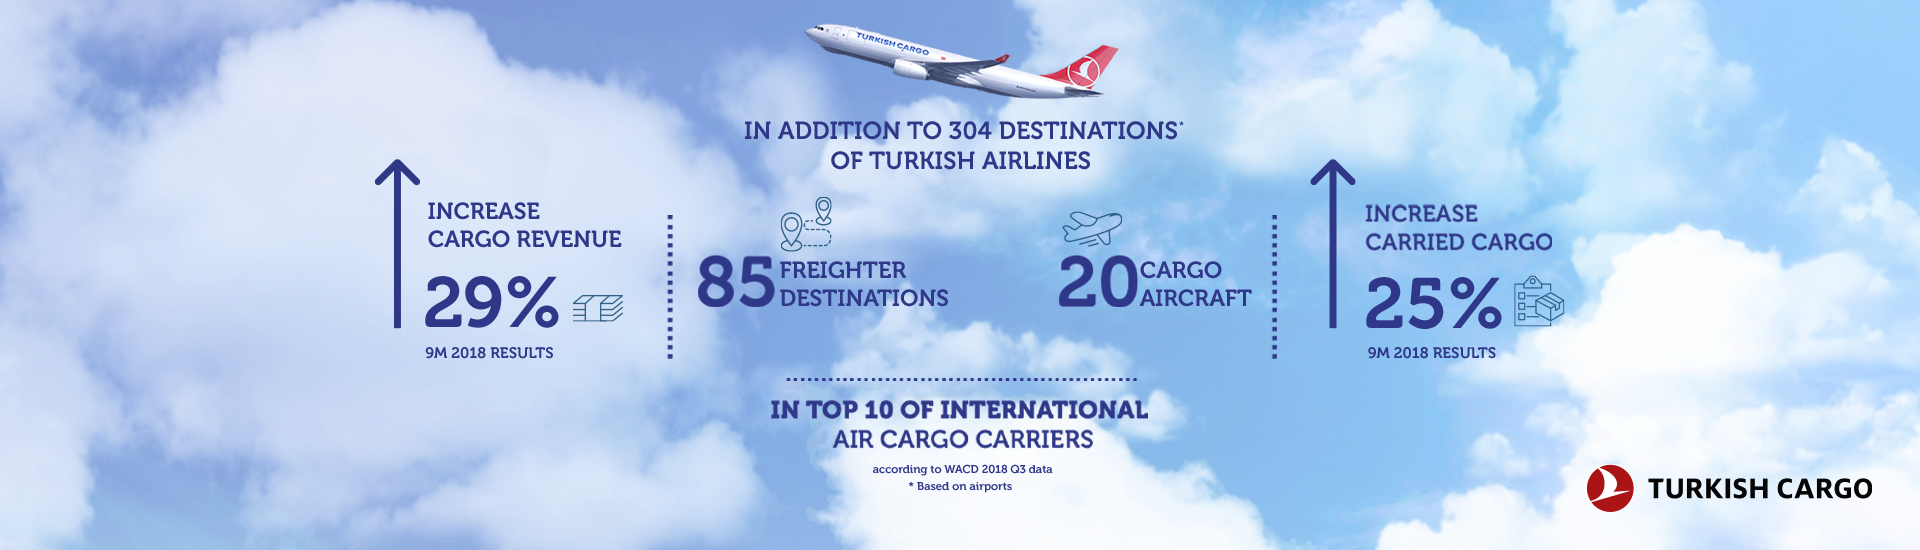 TURKISH CARGO
IN ADDITION TO 304 DESTINATIONS*
OF TURKISH AIRLINES
INCREASE
CARGO REVENUE
29%
9M 2018 RESULTS
85 FREIGHTER
DESTINATIONS
20 CARGO
AIRCRAFT
INCREASE
CARRIED CARGO
25%
9M 2018 RESULTS
IN TOP 10 OF INTERNATIONAL
AIR CARGO CARRIERS
according to WACD 2018 Q3 data
* Based on airports
TURKISH CARGO